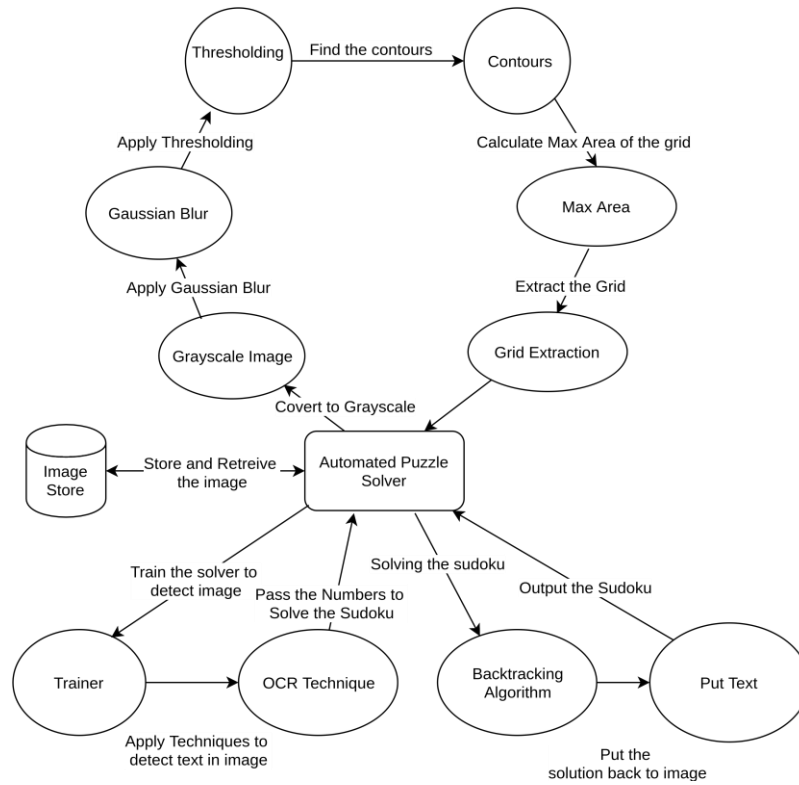 Thresholding
Find the contours
Contours
Apply Thresholding
Calculate Max Area of the grid
Gaussian Blur
Max Area
Apply Gaussian Blur
Extract the Grid
Grayscale Image
Grid Extraction
Covert to Grayscale
Image
Store
Store and Retreive
the image
Automated Puzzle
Solver
Train the solver to
detect image
Pass the Numbers to
Solve the Sudoku
Solving the sudoku
Output the Sudoku
Trainer
OCR Technique
Backtracking
Algorithm
Put Text
Apply Techniques to
detect text in image
Put the
solution back to image